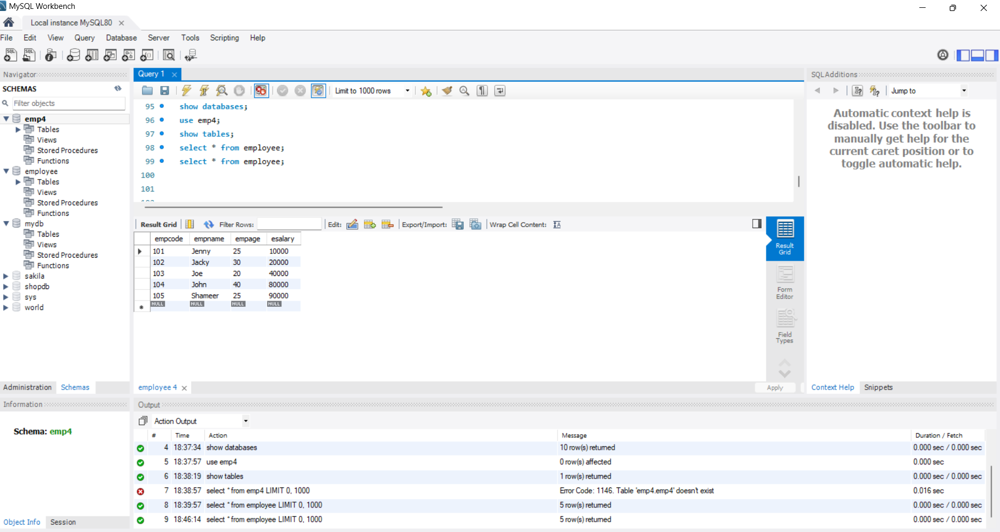 MySQL Workbench
Local instance MySQL80
File Edit View Query Database Server Tools Scripting Help
Navigator
SCHEMAS
Filter objects
emp4
Tables
Views
Stored Procedures
Functions
employee
Tables
Views
Stored Procedures
Functions
mydb
Tables
Views
Stored Procedures
Functions
sakila
shopdb
sys
world
Administration Schemas
Information
Schema: emp4
Object Info Session
Query 1
Limit to 1000 rows
95 show databases;
96 use emp4;
97 show tables;
98 select * from employee;
99 select * from employee;
100
101
Result Grid Filter Rows: Edit: Export/Import: Wrap Cell Content:
empcode empname empage esalary
101 Jenny 25 10000
102 Jacky 30 20000
103 Joe 20 40000
104 John 40 80000
105 Shameer 25 90000
NULL NULL NULL NULL
Result
Grid
Form
Editor
Field
Types
employee 4
Apply
SQLAdditions
Jump to
Automatic context help is
disabled. Use the toolbar to
manually get help for the
current caret position or to
toggle automatic help.
Context Help Snippets
Output
Action Output
# Time Action Message Duration / Fetch
4 18:37:34 show databases 10 row(s) returned 0.000 sec / 0.000 sec
5 18:37:57 use emp4 0 row(s) affected 0.000 sec
6 18:38:19 show tables 1 row(s) returned 0.000 sec / 0.000 sec
7 18:38:57 select * from emp4 LIMIT 0, 1000 Error Code: 1146. Table 'emp4.emp4' doesn't exist 0.016 sec
8 18:39:57 select * from employee LIMIT 0, 1000 5 row(s) returned 0.000 sec / 0.000 sec
9 18:46:14 select * from employee LIMIT 0, 1000 5 row(s) returned 0.000 sec / 0.000 sec